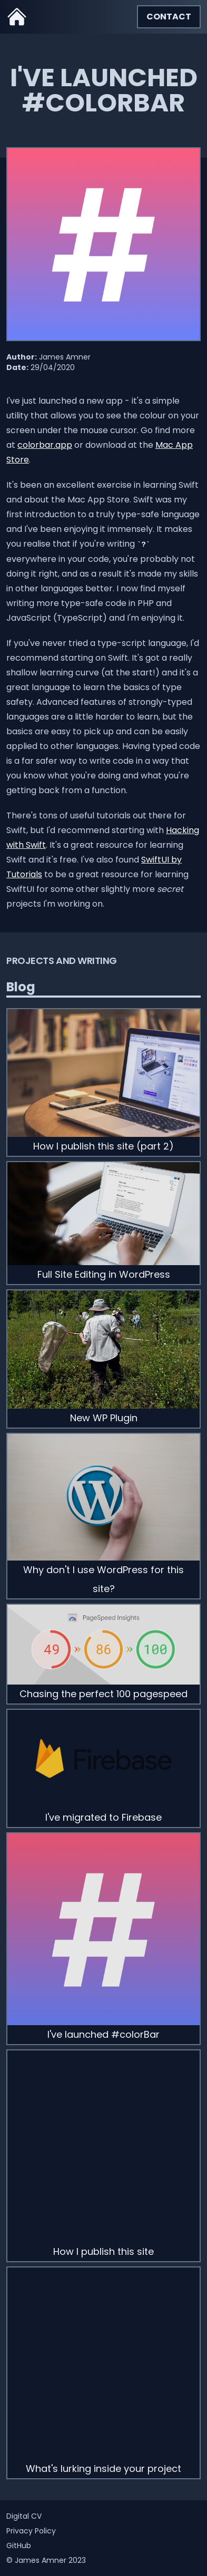 CONTACT
I'VE LAUNCHED
#COLORBAR
#
Author: James Amner
Date: 29/04/2020
I've just launched a new app - it's a simple
utility that allows you to see the colour on your
screen under the mouse cursor. Go find more
at colorbar.app or download at the Mac App
Store.
It's been an excellent exercise in learning Swift
and about the Mac App Store. Swift was my
first introduction to a truly type-safe language
and I've been enjoying it immensely. It makes
you realise that if you're writing `?`
everywhere in your code, you're probably not
doing it right, and as a result it's made my skills
in other languages better. I now find myself
writing more type-safe code in PHP and
JavaScript (TypeScript) and I'm enjoying it.
If you've never tried a type-script language, I'd
recommend starting on Swift. It's got a really
shallow learning curve (at the start!) and it's a
great language to learn the basics of type
safety. Advanced features of strongly-typed
languages are a little harder to learn, but the
basics are easy to pick up and can be easily
applied to other languages. Having typed code
is a far safer way to write code in a way that
you know what you're doing and what you're
getting back from a function.
There's tons of useful tutorials out there for
Swift, but I'd recommend starting with Hacking
with Swift. It's a great resource for learning
Swift and it's free. I've also found SwiftUI by
Tutorials to be a great resource for learning
SwiftUI for some other slightly more secret
projects I'm working on.
PROJECTS AND WRITING
Blog
How I publish this site (part 2)
Full Site Editing in WordPress
New WP Plugin
Why don't I use WordPress for this
site?
PageSpeed Insights
49 » 86 » 100
Chasing the perfect 100 pagespeed
Firebase
I've migrated to Firebase
#
I've launched #colorBar
How I publish this site
What's lurking inside your project
Digital CV
Privacy Policy
GitHub
© James Amner 2023